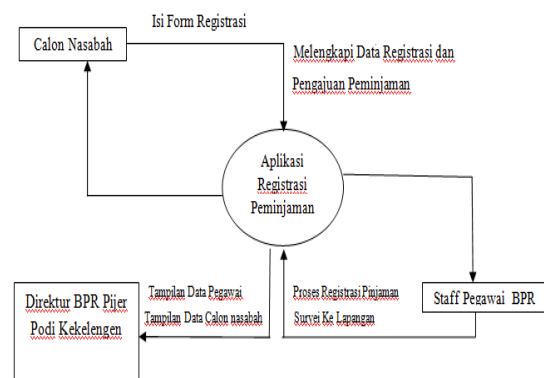 Isi Form Registrasi
Calon Nasabah
Melengkapi Data Registrasi dan
Pengajuan Peminjaman
Aplikasi
Registrasi
Peminjaman
Direktur BPR Pijer
Podi Kekelengen
Tampilan Data Pegawai
Tampilan Data Calon nasabah
Proses Registrasi Pinjaman
Survei Ke Lapangan
Staff Pegawai BPR